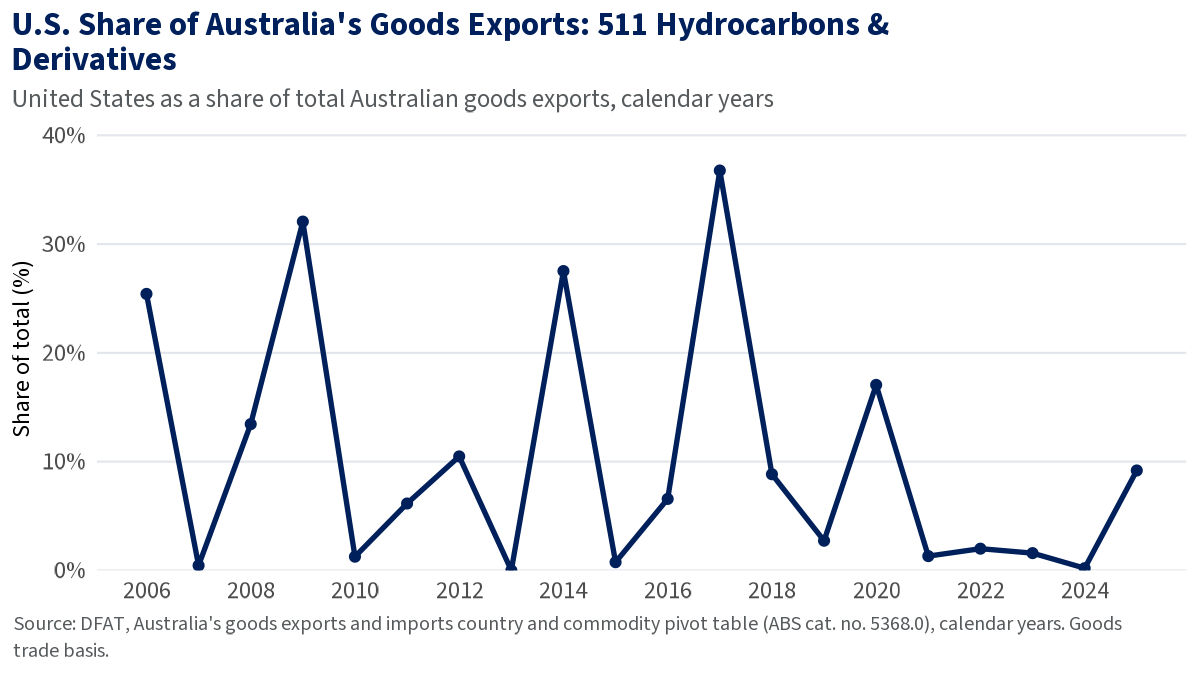 U.S. Share of Australia's Goods Exports: 511 Hydrocarbons &
Derivatives
United States as a share of total Australian goods exports, calendar years
Share of total (%)
40%
30%
20%
10%
0%
2006 2008 2010 2012 2014 2016 2018 2020 2022 2024
Source: DFAT, Australia's goods exports and imports country and commodity pivot table (ABS cat. no. 5368.0), calendar years. Goods
trade basis.